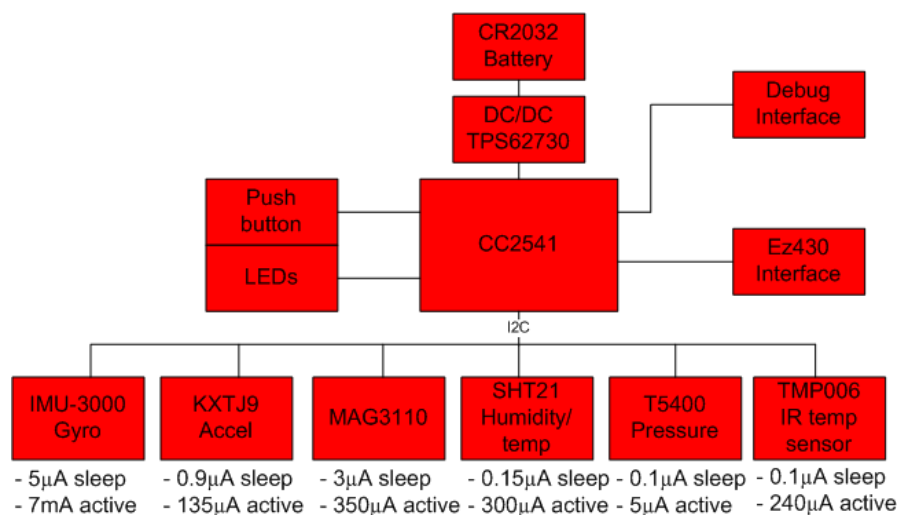 CR2032
Battery
DC/DC
TPS62730
Debug
Interface
Push
button
LEDs
CC2541
Ez430
Interface
I2C
IMU-3000
Gyro
KXTJ9
Accel
MAG3110
SHT21
Humidity/
temp
T5400
Pressure
TMP006
IR temp
sensor
- 5µA sleep
- 7mA active
- 0.9µA sleep
- 135µA active
- 3µA sleep
- 350µA active
- 0.15µA sleep
- 300µA active
- 0.1µA sleep
- 5µA active
- 0.1µA sleep
- 240µA active